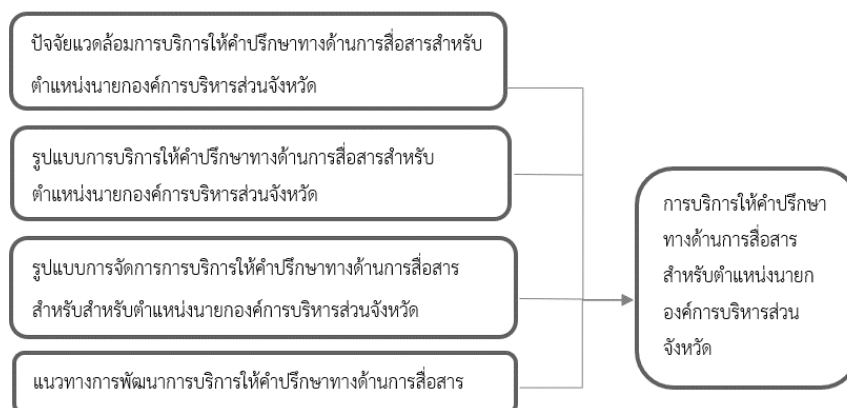 ปัจจัยแวดล้อมการบริการให้คำปรึกษาทางด้านการสื่อสารสำหรับ
ตำแหน่งนายกองค์การบริหารส่วนจังหวัด
รูปแบบการบริการให้คำปรึกษาทางด้านการสื่อสารสำหรับ
ตำแหน่งนายกองค์การบริหารส่วนจังหวัด
รูปแบบการจัดการการบริการให้คำปรึกษาทางด้านการสื่อสาร
สำหรับสำหรับตำแหน่งนายกองค์การบริหารส่วนจังหวัด
แนวทางการพัฒนาการบริการให้คำปรึกษาทางด้านการสื่อสาร
การบริการให้คำปรึกษา
ทางด้านการสื่อสาร
สำหรับตำแหน่งนายก
องค์การบริหารส่วน
จังหวัด